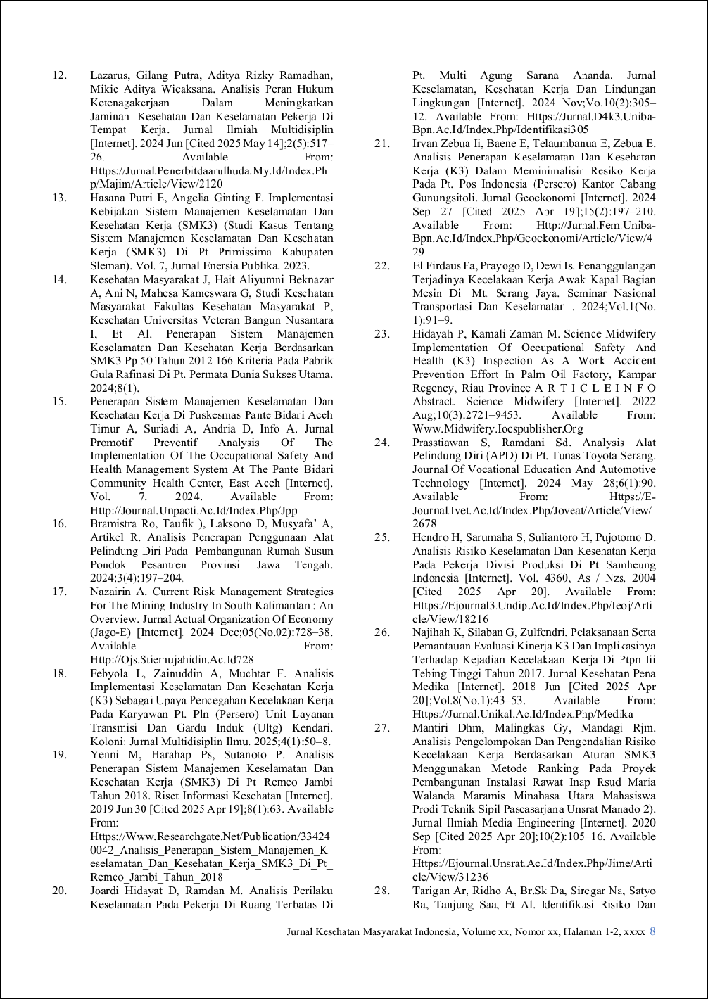 12. Lazarus, Gilang Putra, Aditya Rizky Ramadhan,
Mikie Aditya Wicaksana. Analisis Peran Hukum
Ketenagakerjaan Dalam Meningkatkan
Jaminan Kesehatan Dan Keselamatan Pekerja Di
Tempat Kerja. Jurnal Ilmiah Multidisiplin
[Internet]. 2024 Jun [Cited 2025 May 14];2(5):517–
26. Available From:
Https://Jurnal.Penerbitdaarulhuda.My.Id/Index.Ph
p/Majim/Article/View/2120
13. Hasana Putri E, Angelia Ginting F. Implementasi
Kebijakan Sistem Manajemen Keselamatan Dan
Kesehatan Kerja (SMK3) (Studi Kasus Tentang
Sistem Manajemen Keselamatan Dan Kesehatan
Kerja (SMK3) Di Pt Primissima Kabupaten
Sleman). Vol. 7, Jurnal Enersia Publika. 2023.
14. Kesehatan Masyarakat J, Hait Aliyumni Beknazar
A, Ani N, Mahesa Kameswara G, Studi Kesehatan
Masyarakat Fakultas Kesehatan Masyarakat P,
Kesehatan Universitas Veteran Bangun Nusantara
I, Et Al. Penerapan Sistem Manajemen
Keselamatan Dan Kesehatan Kerja Berdasarkan
SMK3 Pp 50 Tahun 2012 166 Kriteria Pada Pabrik
Gula Rafinasi Di Pt. Permata Dunia Sukses Utama.
2024;8(1).
15. Penerapan Sistem Manajemen Keselamatan Dan
Kesehatan Kerja Di Puskesmas Pante Bidari Aceh
Timur A, Suriadi A, Andria D, Info A. Jurnal
Promotif Preventif Analysis Of The
Implementation Of The Occupational Safety And
Health Management System At The Pante Bidari
Community Health Center, East Aceh [Internet].
Vol. 7. 2024. Available From:
Http://Journal.Unpacti.Ac.Id/Index.Php/Jpp
16. Bramistra Ro, Taufik ), Laksono D, Musyafa’ A,
Artikel R. Analisis Penerapan Penggunaan Alat
Pelindung Diri Pada Pembangunan Rumah Susun
Pondok Pesantren Provinsi Jawa Tengah.
2024;3(4):197–204.
17. Nazairin A. Current Risk Management Strategies
For The Mining Industry In South Kalimantan : An
Overview. Jurnal Actual Organization Of Economy
(Jago-E) [Internet]. 2024 Dec;05(No.02):728–38.
Available From:
Http://Ojs.Stiemujahidin.Ac.Id728
18. Febyola L, Zainuddin A, Muchtar F. Analisis
Implementasi Keselamatan Dan Kesehatan Kerja
(K3) Sebagai Upaya Pencegahan Kecelakaan Kerja
Pada Karyawan Pt. Pln (Persero) Unit Layanan
Transmisi Dan Gardu Induk (Ultg) Kendari.
Koloni: Jurnal Multidisiplin Ilmu. 2025;4(1):50–8.
19. Yenni M, Harahap Ps, Sutanoto P. Analisis
Penerapan Sistem Manajemen Keselamatan Dan
Kesehatan Kerja (SMK3) Di Pt Remco Jambi
Tahun 2018. Riset Informasi Kesehatan [Internet].
2019 Jun 30 [Cited 2025 Apr 19];8(1):63. Available
From:
Https://Www.Researchgate.Net/Publication/33424
0042_Analisis_Penerapan_Sistem_Manajemen_K
eselamatan_Dan_Kesehatan_Kerja_SMK3_Di_Pt_
Remco_Jambi_Tahun_2018
20. Joardi Hidayat D, Ramdan M. Analisis Perilaku
Keselamatan Pada Pekerja Di Ruang Terbatas Di
Pt. Multi Agung Sarana Ananda. Jurnal
Keselamatan, Kesehatan Kerja Dan Lindungan
Lingkungan [Internet]. 2024 Nov;Vo.10(2):305–
12. Available From: Https://Jurnal.D4k3.Uniba-
Bpn.Ac.Id/Index.Php/Identifikasi305
21. Irvan Zebua Ii, Baene E, Telaumbanua E, Zebua E.
Analisis Penerapan Keselamatan Dan Kesehatan
Kerja (K3) Dalam Meminimalisir Resiko Kerja
Pada Pt. Pos Indonesia (Persero) Kantor Cabang
Gunungsitoli. Jurnal Geoekonomi [Internet]. 2024
Sep 27 [Cited 2025 Apr 19];15(2):197–210.
Available From: Http://Jurnal.Fem.Uniba-
Bpn.Ac.Id/Index.Php/Geoekonomi/Article/View/4
29
22. El Firdaus Fa, Prayogo D, Dewi Is. Penanggulangan
Terjadinya Kecelakaan Kerja Awak Kapal Bagian
Mesin Di Mt. Serang Jaya. Seminar Nasional
Transportasi Dan Keselamatan . 2024;Vol.1(No.
1):91–9.
23. Hidayah P, Kamali Zaman M. Science Midwifery
Implementation Of Occupational Safety And
Health (K3) Inspection As A Work Accident
Prevention Effort In Palm Oil Factory, Kampar
Regency, Riau Province A R T I C L E I N F O
Abstract. Science Midwifery [Internet]. 2022
Aug;10(3):2721–9453. Available From:
Www.Midwifery.Iocspublisher.Org
24. Prasstiawan S, Ramdani Sd. Analysis Alat
Pelindung Diri (APD) Di Pt. Tunas Toyota Serang.
Journal Of Vocational Education And Automotive
Technology [Internet]. 2024 May 28;6(1):90.
Available From: Https://E-
Journal.Ivet.Ac.Id/Index.Php/Joveat/Article/View/
2678
25. Hendro H, Sarumaha S, Suliantoro H, Pujotomo D.
Analisis Risiko Keselamatan Dan Kesehatan Kerja
Pada Pekerja Divisi Produksi Di Pt Samheung
Indonesia [Internet]. Vol. 4360, As / Nzs. 2004
[Cited 2025 Apr 20]. Available From:
Https://Ejournal3.Undip.Ac.Id/Index.Php/Ieoj/Arti
cle/View/18216
26. Najihah K, Silaban G, Zulfendri. Pelaksanaan Serta
Pemantauan Evaluasi Kinerja K3 Dan Implikasinya
Terhadap Kejadian Kecelakaan Kerja Di Ptpn Iii
Tebing Tinggi Tahun 2017. Jurnal Kesehatan Pena
Medika [Internet]. 2018 Jun [Cited 2025 Apr
20];Vol.8(No.1):43–53. Available From:
Https://Jurnal.Unikal.Ac.Id/Index.Php/Medika
27. Mantiri Dhm, Malingkas Gy, Mandagi Rjm.
Analisis Pengelompokan Dan Pengendalian Risiko
Kecelakaan Kerja Berdasarkan Aturan SMK3
Menggunakan Metode Ranking Pada Proyek
Pembangunan Instalasi Rawat Inap Rsud Maria
Walanda Maramis Minahasa Utara Mahasiswa
Prodi Teknik Sipil Pascasarjana Unsrat Manado 2).
Jurnal Ilmiah Media Engineering [Internet]. 2020
Sep [Cited 2025 Apr 20];10(2):105–16. Available
From:
Https://Ejournal.Unsrat.Ac.Id/Index.Php/Jime/Arti
cle/View/31236
28. Tarigan Ar, Ridho A, Br.Sk Da, Siregar Na, Satyo
Ra, Tanjung Saa, Et Al. Identifikasi Risiko Dan
Jurnal Kesehatan Masyarakat Indonesia, Volume xx, Nomor xx, Halaman 1-2, xxxx 8